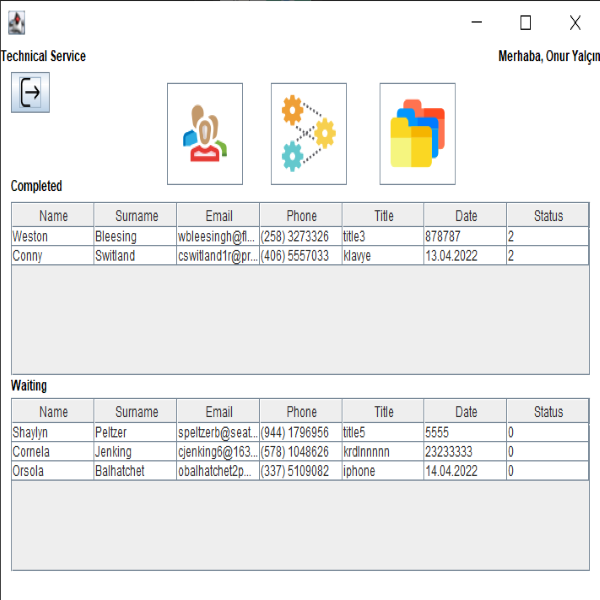 Technical Service
Merhaba, Onur Yalçın
Completed
Name Surname Email Phone Title Date Status
Weston Bleesing wbleesingh@fl... (258) 3273326 title3 878787 2
Conny Switland cswitland1r@pr... (406) 5557033 klavye 13.04.2022 2
Waiting
Name Surname Email Phone Title Date Status
Shaylyn Peltzer speltzerb@seat... (944) 1796956 title5 5555 0
Cornela Jenking cjenking6@163... (578) 1048626 krdlnnnnn 23233333 0
Orsola Balhatchet obalhatchet2p... (337) 5109082 iphone 14.04.2022 0